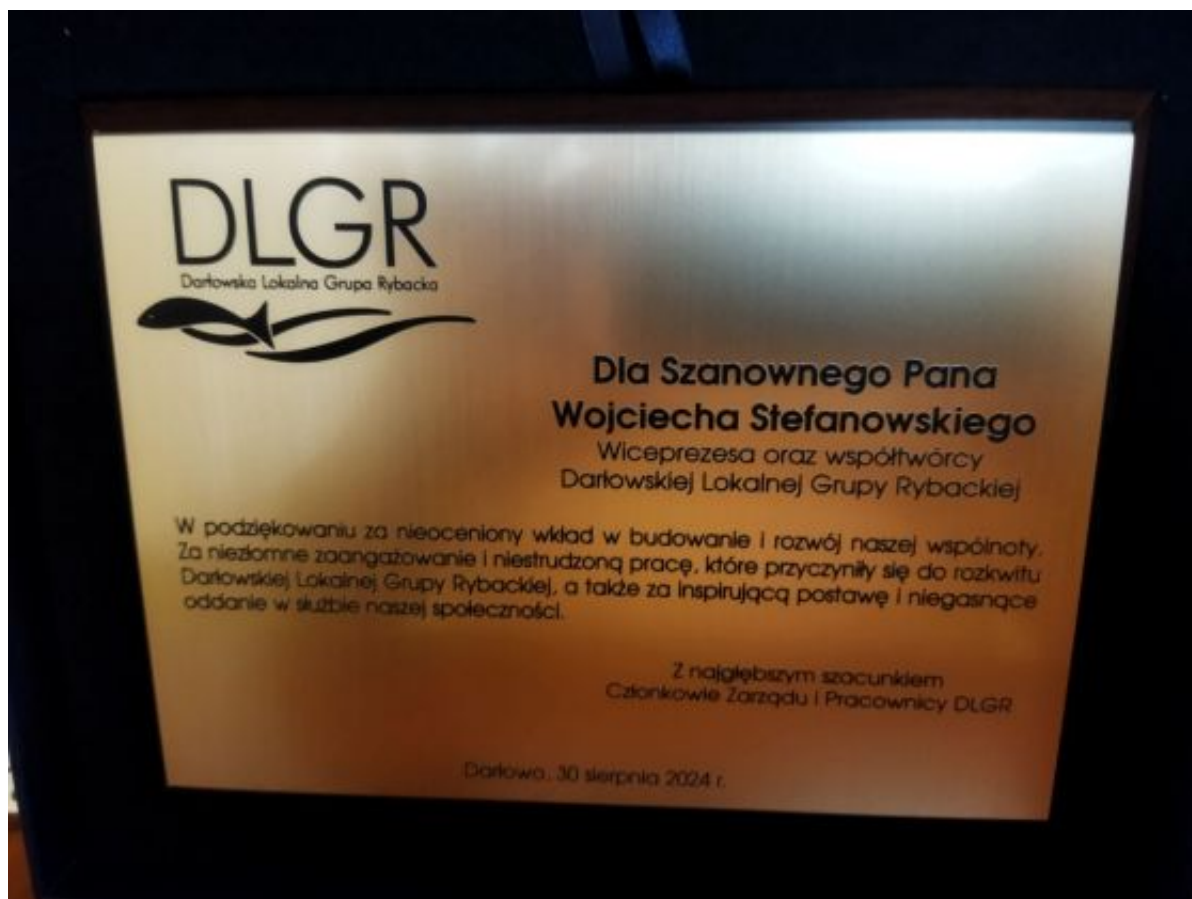 DLGR
Darłowska Lokalna Grupa Rybacka
Dla Szanownego Pana
Wojciecha Stefanowskiego
Wiceprezesa oraz współtwórcy
Darłowskiej Lokalnej Grupy Rybackiej
W podziękowaniu za nieoceniony wkład w budowanie i rozwój naszej wspólnoty.
Za niezłomne zaangażowanie i niestrudzoną pracę, które przyczyniły się do rozkwitu
Darłowskiej Lokalnej Grupy Rybackiej, a także za inspirującą postawę i niegasnące
oddanie w służbie naszej społeczności.
Z najgłębszym szacunkiem
Członkowie Zarządu i Pracownicy DLGR
Darłowo, 30 sierpnia 2024 r.